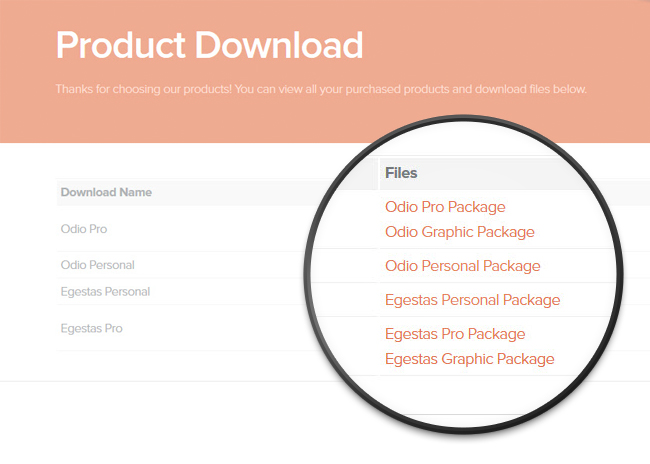 Product Download
Thanks for choosing our products! You can view all your purchased products and download files below.
Download Name
Files
Odio Pro
Odio Pro Package
Odio Graphic Package
Odio Personal
Odio Personal Package
Egestas Personal
Egestas Personal Package
Egestas Pro
Egestas Pro Package
Egestas Graphic Package